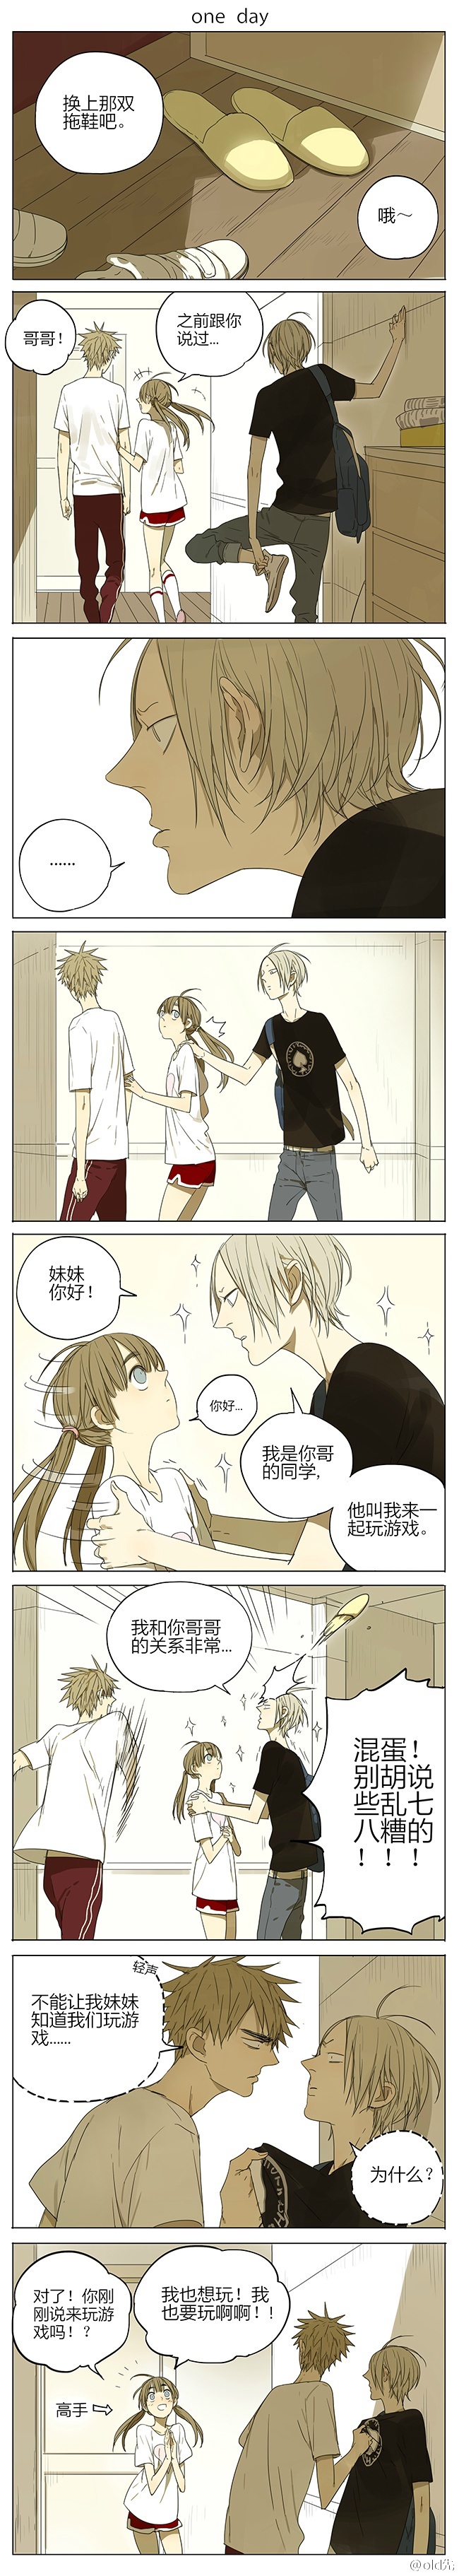 one day
换上那双
拖鞋吧。
哦～
哥哥！
之前跟你
说过...
......
妹妹
你好！
你好...
我是你哥
的同学，
他叫我来一
起玩游戏。
我和你哥哥
的关系非常...
混蛋！
别胡说
些乱七
八糟的
！！！
轻声
不能让我妹妹
知道我们玩游
戏......
为什么？
对了！你刚
刚说来玩游
戏吗！？
我也想玩！我
也要玩啊啊！！
高手⇨
@old先